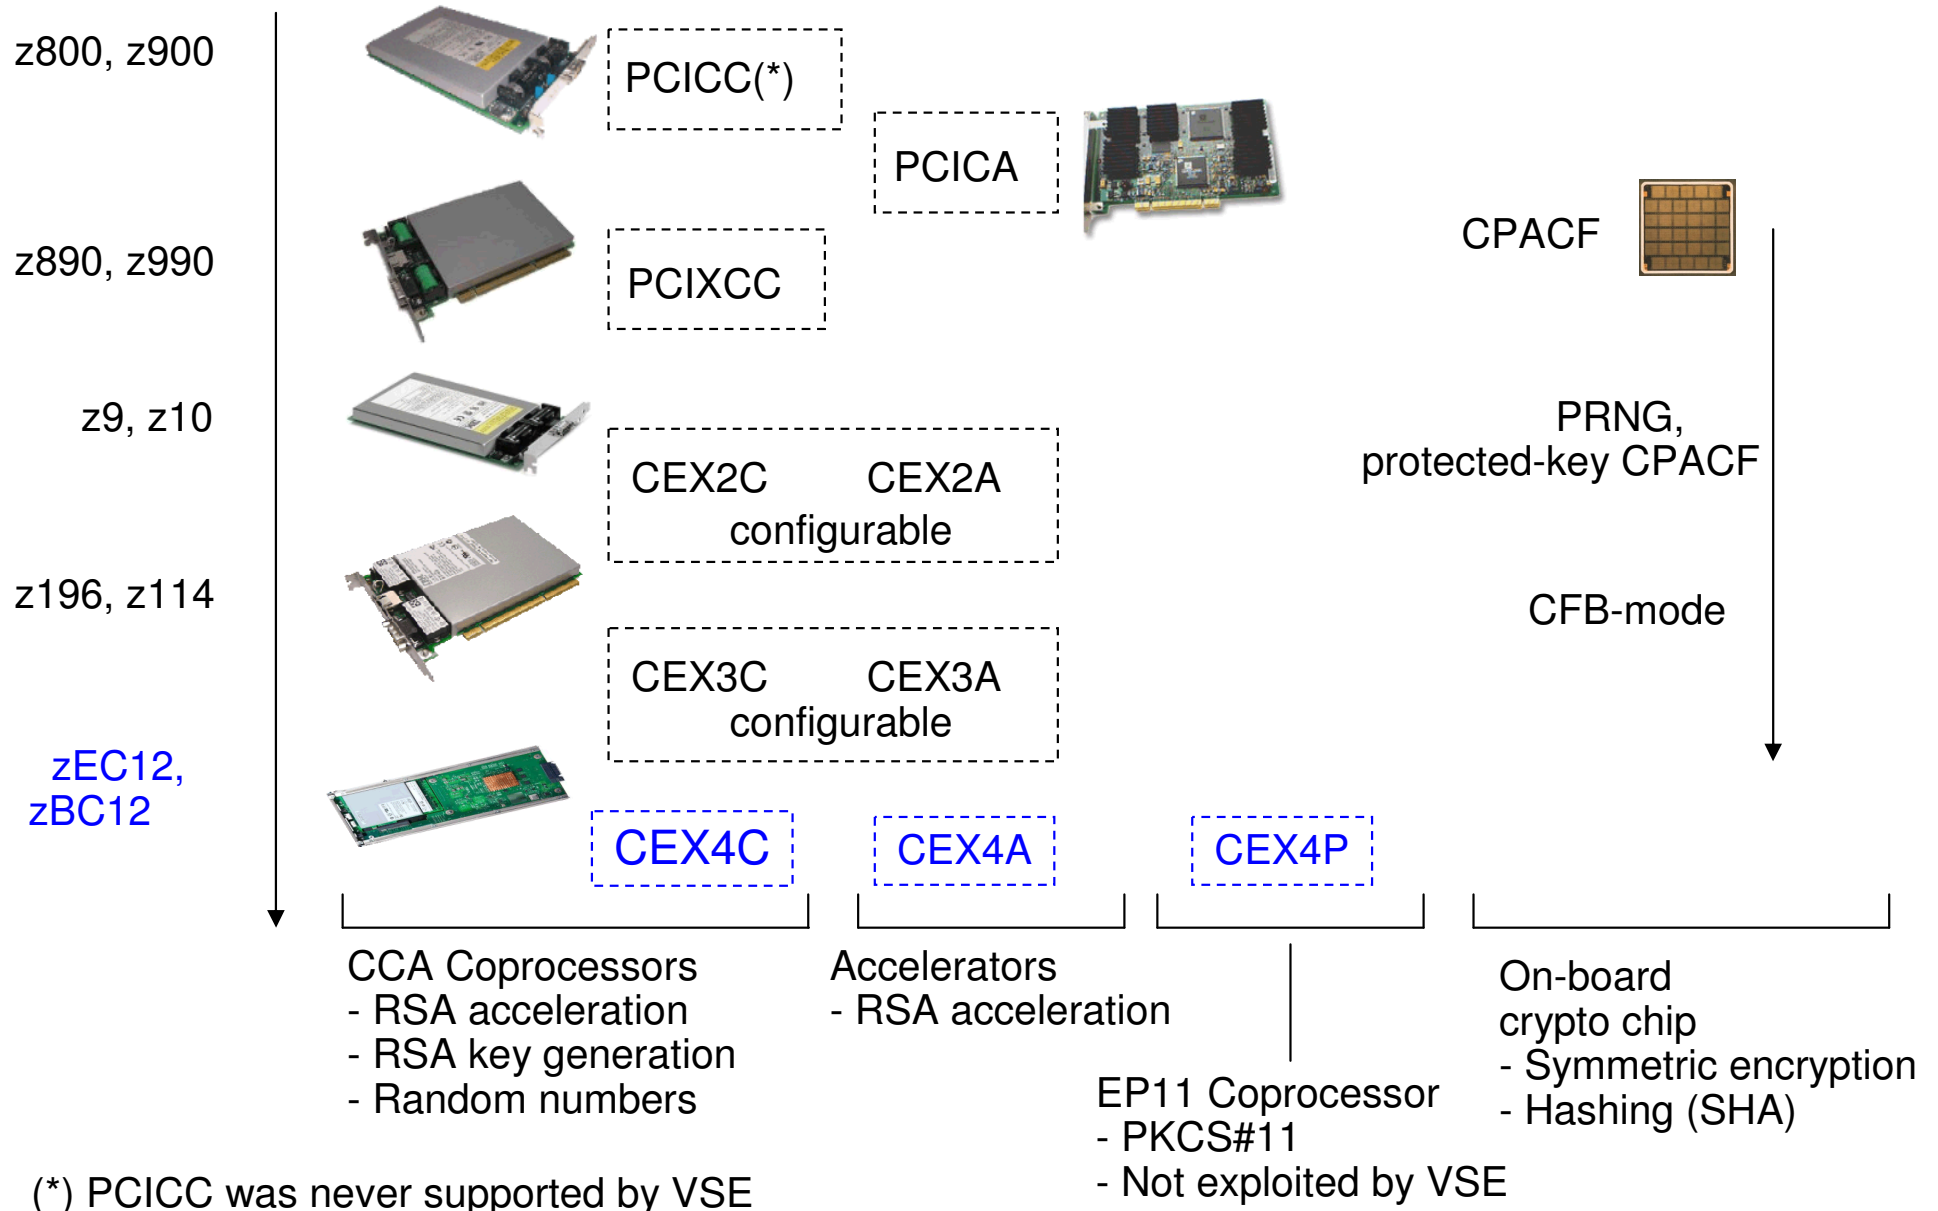 z800, z900
PCICC(*)
PCICA
CPACF
z890, z990
PCIXCC
z9, z10
PRNG,
protected-key CPACF
CEX2C CEX2A
configurable
z196, z114
CFB-mode
CEX3C CEX3A
configurable
zEC12,
zBC12
CEX4C
CEX4A
CEX4P
CCA Coprocessors
- RSA acceleration
- RSA key generation
- Random numbers
Accelerators
- RSA acceleration
EP11 Coprocessor
- PKCS#11
- Not exploited by VSE
On-board
crypto chip
- Symmetric encryption
- Hashing (SHA)
(*) PCICC was never supported by VSE